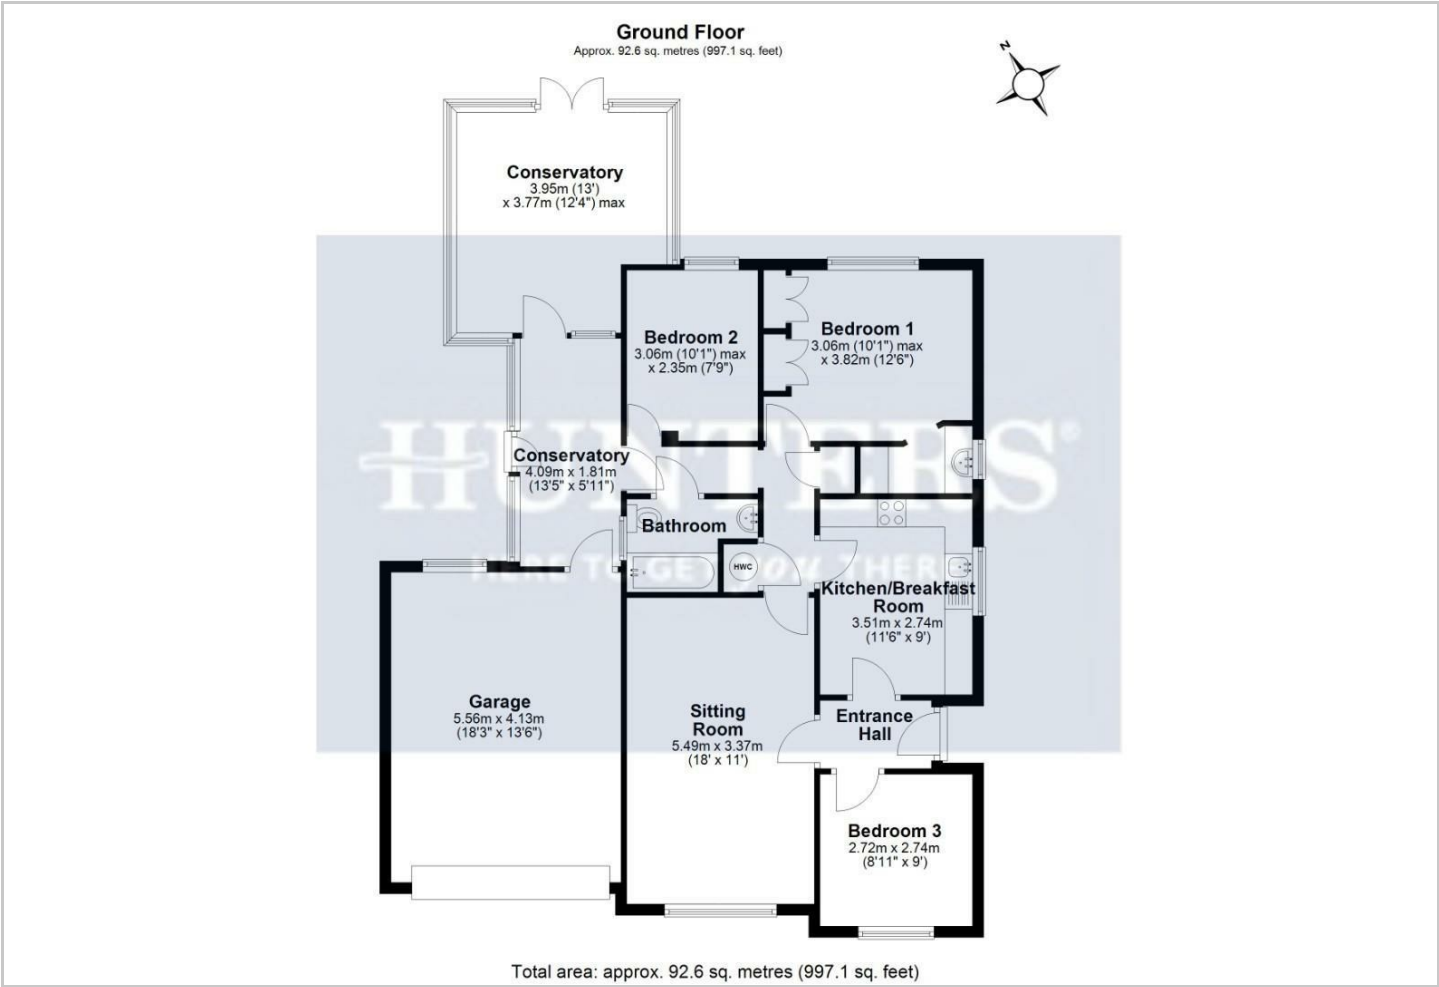 Ground Floor
Approx. 92.6 sq. metres (997.1 sq. feet)
N
Conservatory
3.95m (13')
x 3.77m (12'4") max
Bedroom 2
3.06m (10'1") max
x 2.35m (7'9")
Bedroom 1
3.06m (10'1") max
x 3.82m (12'6")
HUNTERS®
HERE TO GET you THERE
Conservatory
4.09m x 1.81m
(13'5" x 5'11")
Bathroom
HWC
Kitchen/Breakfast
Room
3.51m x 2.74m
(11'6" x 9')
Garage
5.56m x 4.13m
(18'3" x 13'6")
Sitting
Room
5.49m x 3.37m
(18' x 11')
Entrance
Hall
Bedroom 3
2.72m x 2.74m
(8'11" x 9')
Total area: approx. 92.6 sq. metres (997.1 sq. feet)